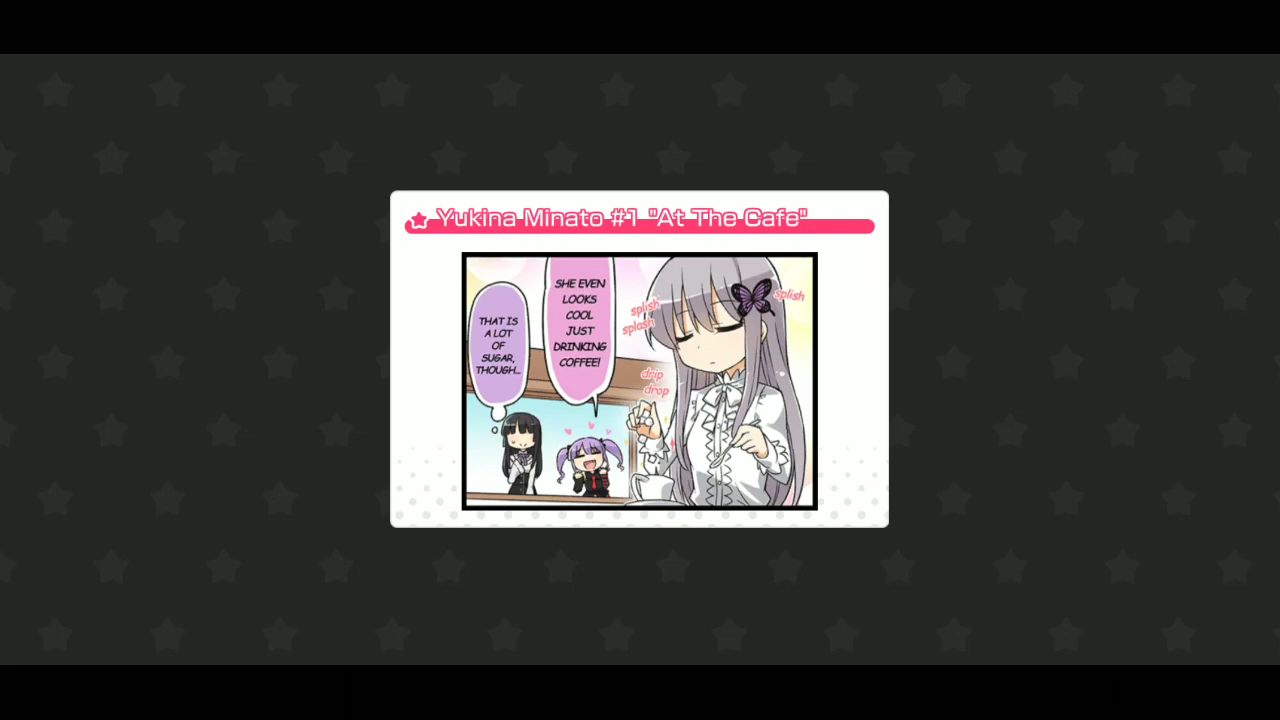 Yukina Minato #1 "At The Cafe"
SHE EVEN
LOOKS
COOL
JUST
DRINKING
COFFEE!
THAT IS
A LOT
OF
SUGAR,
THOUGH...
splish
splash
splish
drip
drop